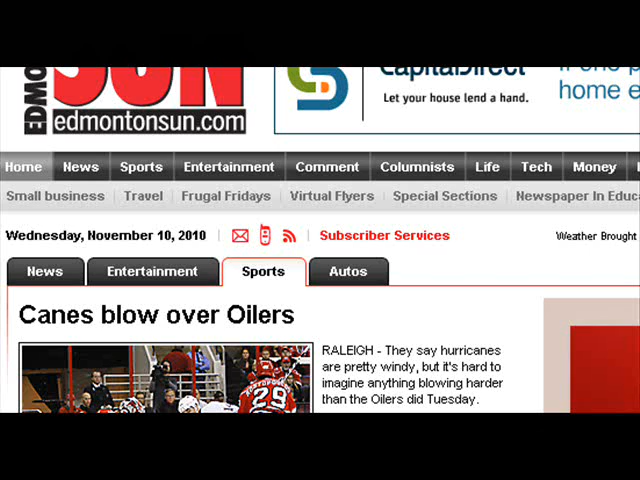 EDMO
SUN
edmontonsun.com
CapitalDirect
Let your house lend a hand.
home e
Home News Sports Entertainment Comment Columnists Life Tech Money
Small business Travel Frugal Fridays Virtual Flyers Special Sections Newspaper In Educa
Wednesday, November 10, 2010 Subscriber Services Weather Brought
News Entertainment Sports Autos
Canes blow over Oilers
RALEIGH - They say hurricanes
are pretty windy, but it's hard to
imagine anything blowing harder
than the Oilers did Tuesday.
29